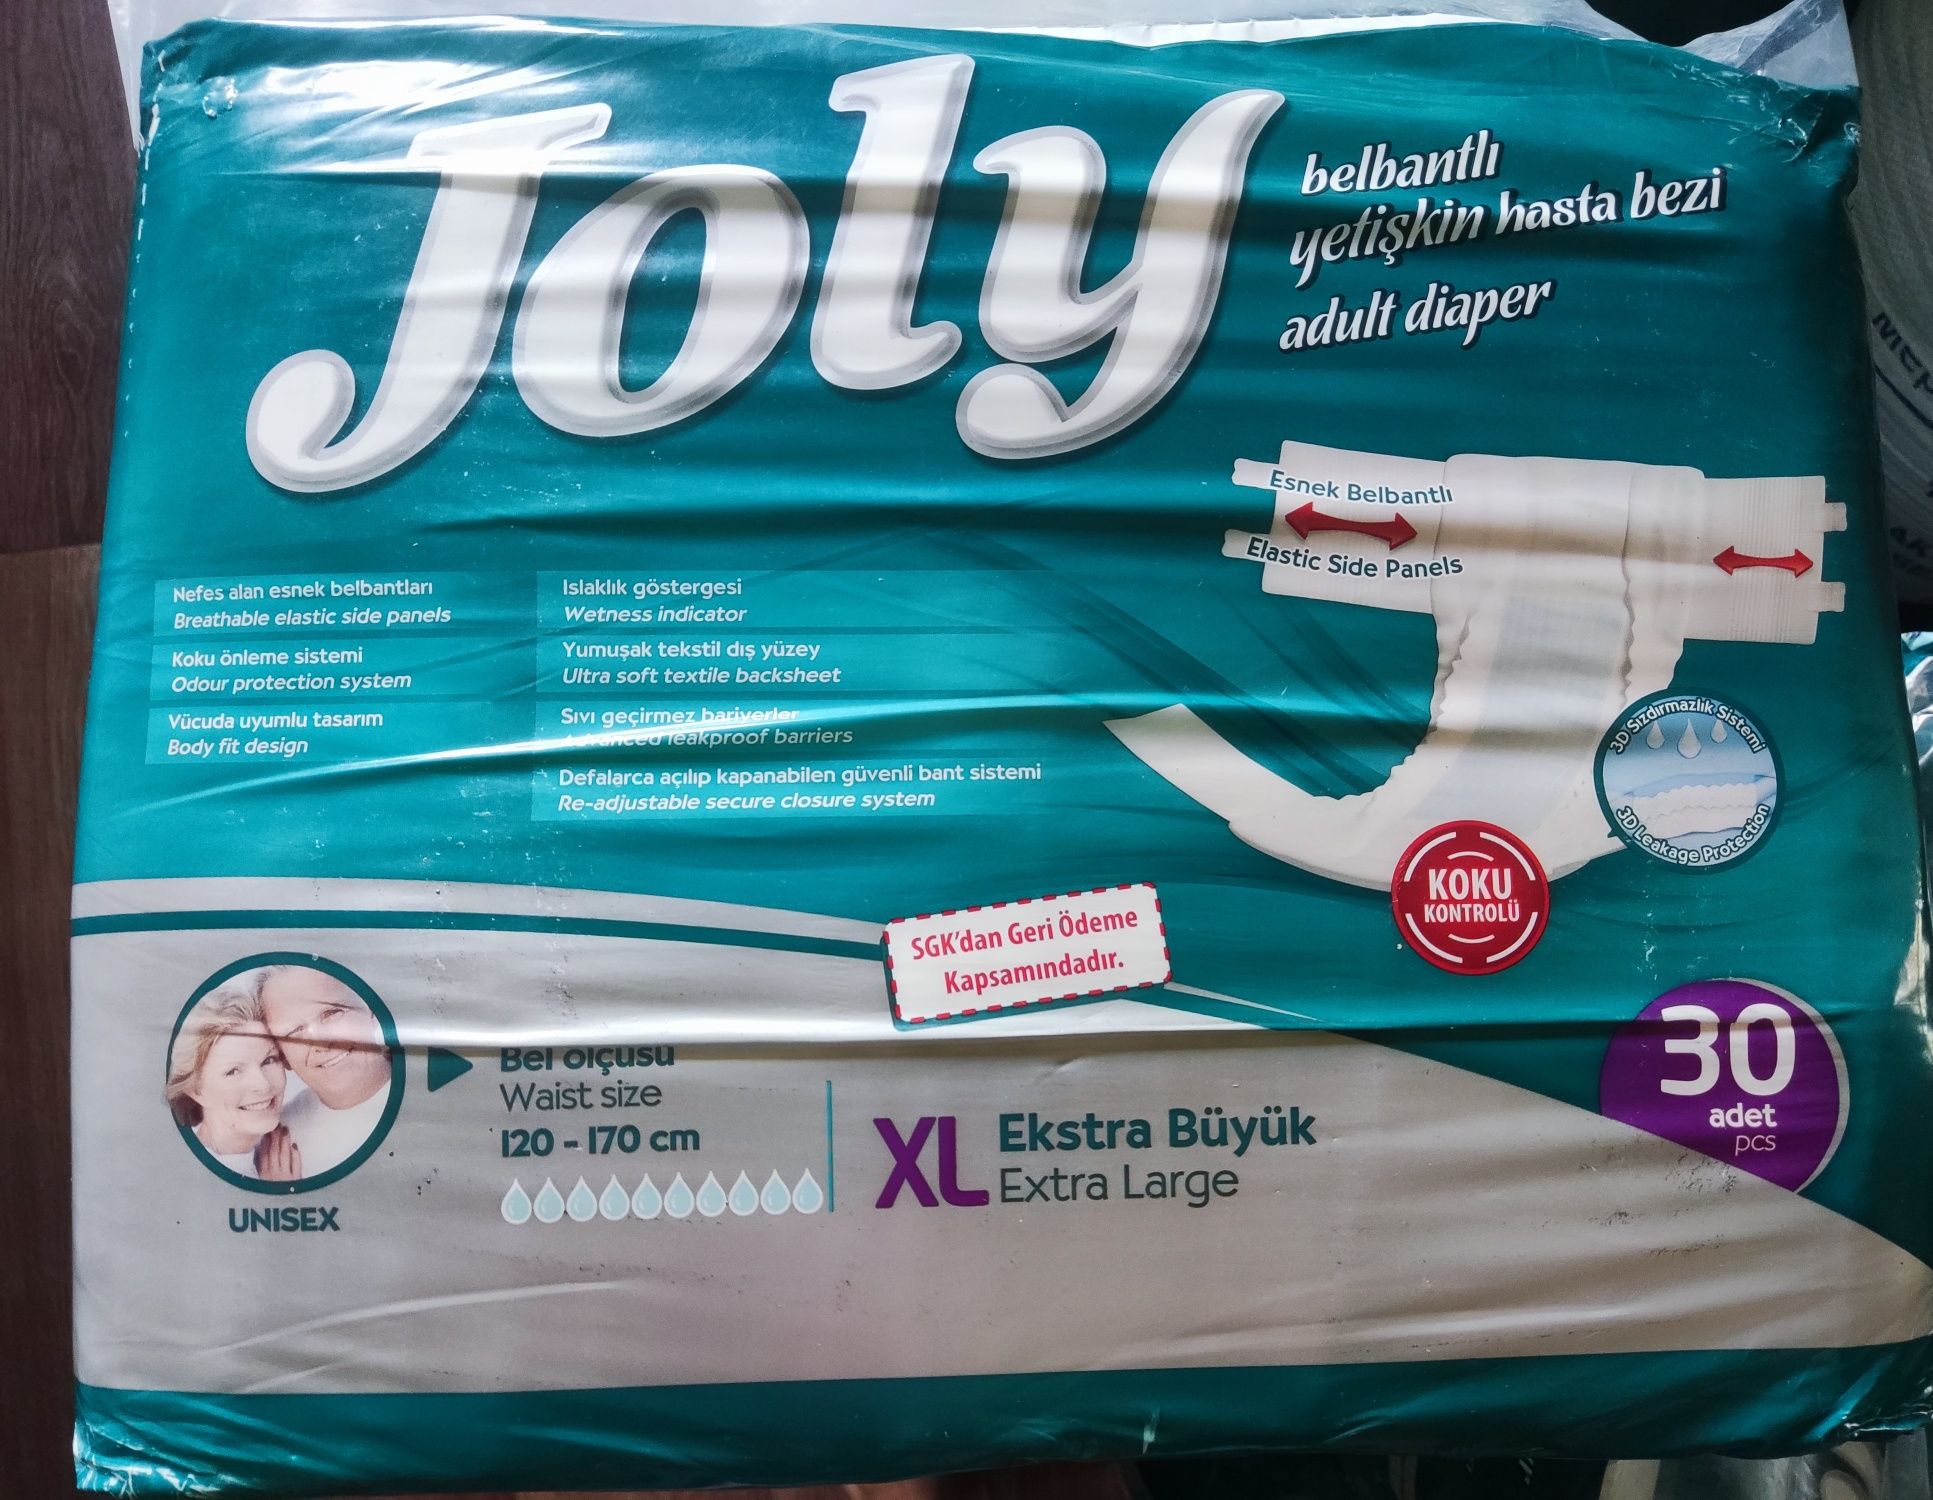 Joly
belbantlı
yetişkin hasta bezi
adult diaper
Esnek Belbantlı
Elastic Side Panels
Nefes alan esnek belbantları
Breathable elastic side panels
Koku önleme sistemi
Odour protection system
Vücuda uyumlu tasarım
Body fit design
Islaklık göstergesi
Wetness indicator
Yumuşak tekstil dış yüzey
Ultra soft textile backsheet
Sıvı geçirmez bariyerler
Advanced leakproof barriers
Defalarca açılıp kapanabilen güvenli bant sistemi
Re-adjustable secure closure system
3D Sızdırmazlık Sistemi
3D Leakage Protection
KOKU
KONTROLÜ
SGK'dan Geri Ödeme
Kapsamındadır.
30
adet
pcs
UNISEX
Bel ölçüsü
Waist size
120 - 170 cm
XL
Ekstra Büyük
Extra Large